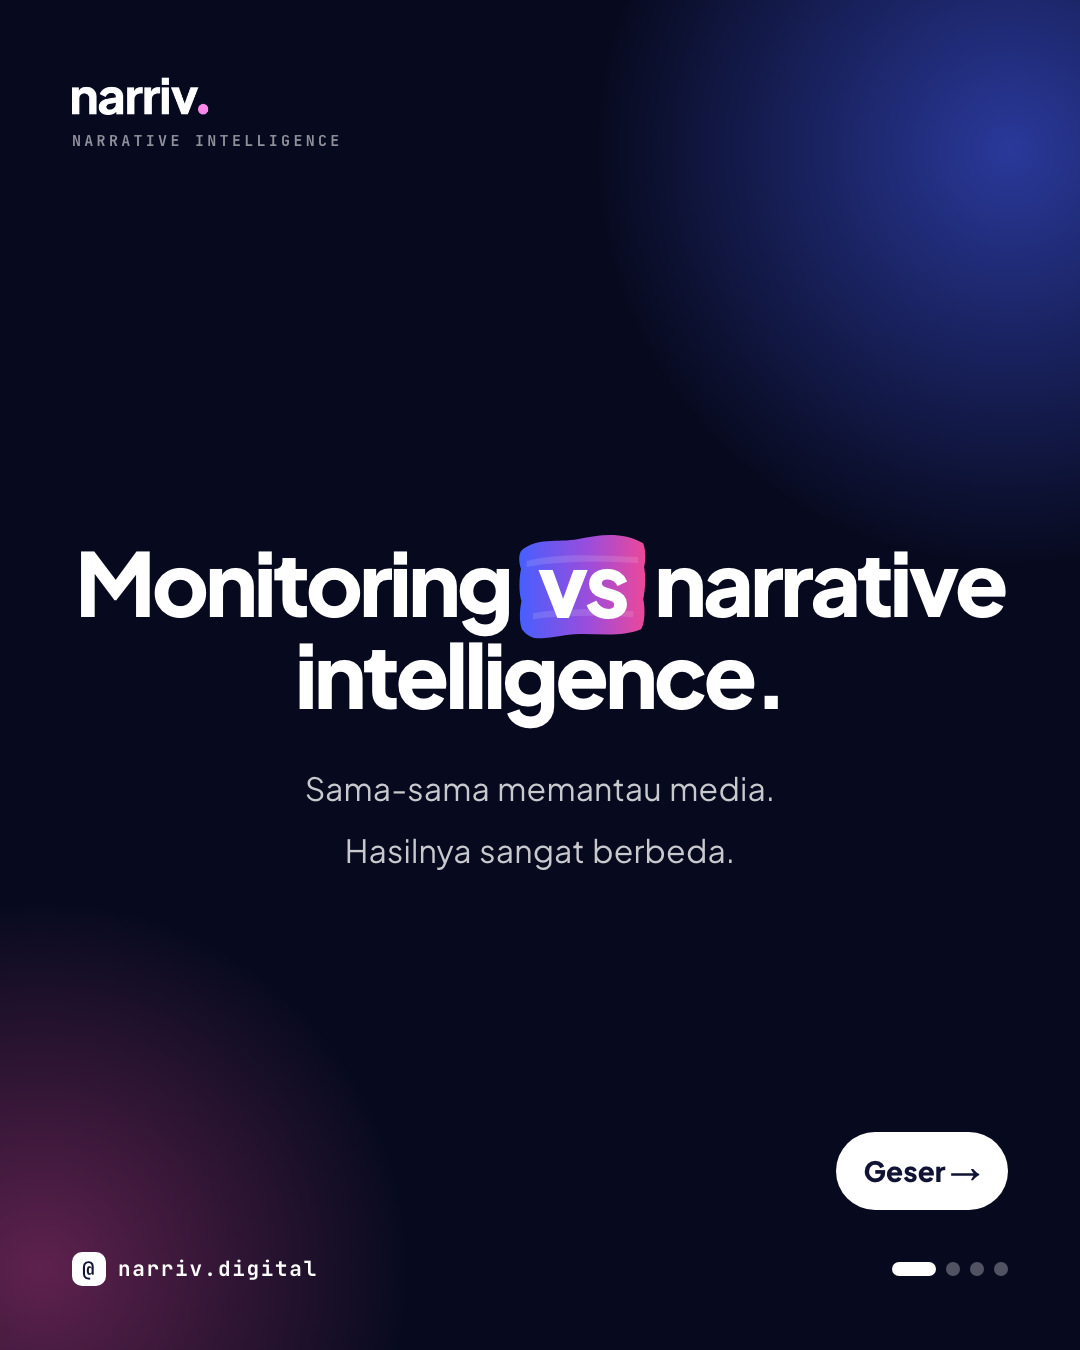 narriv.
NARRATIVE INTELLIGENCE
Monitoring vs narrative
intelligence.
Sama-sama memantau media.
Hasilnya sangat berbeda.
Geser →
@ narriv.digital